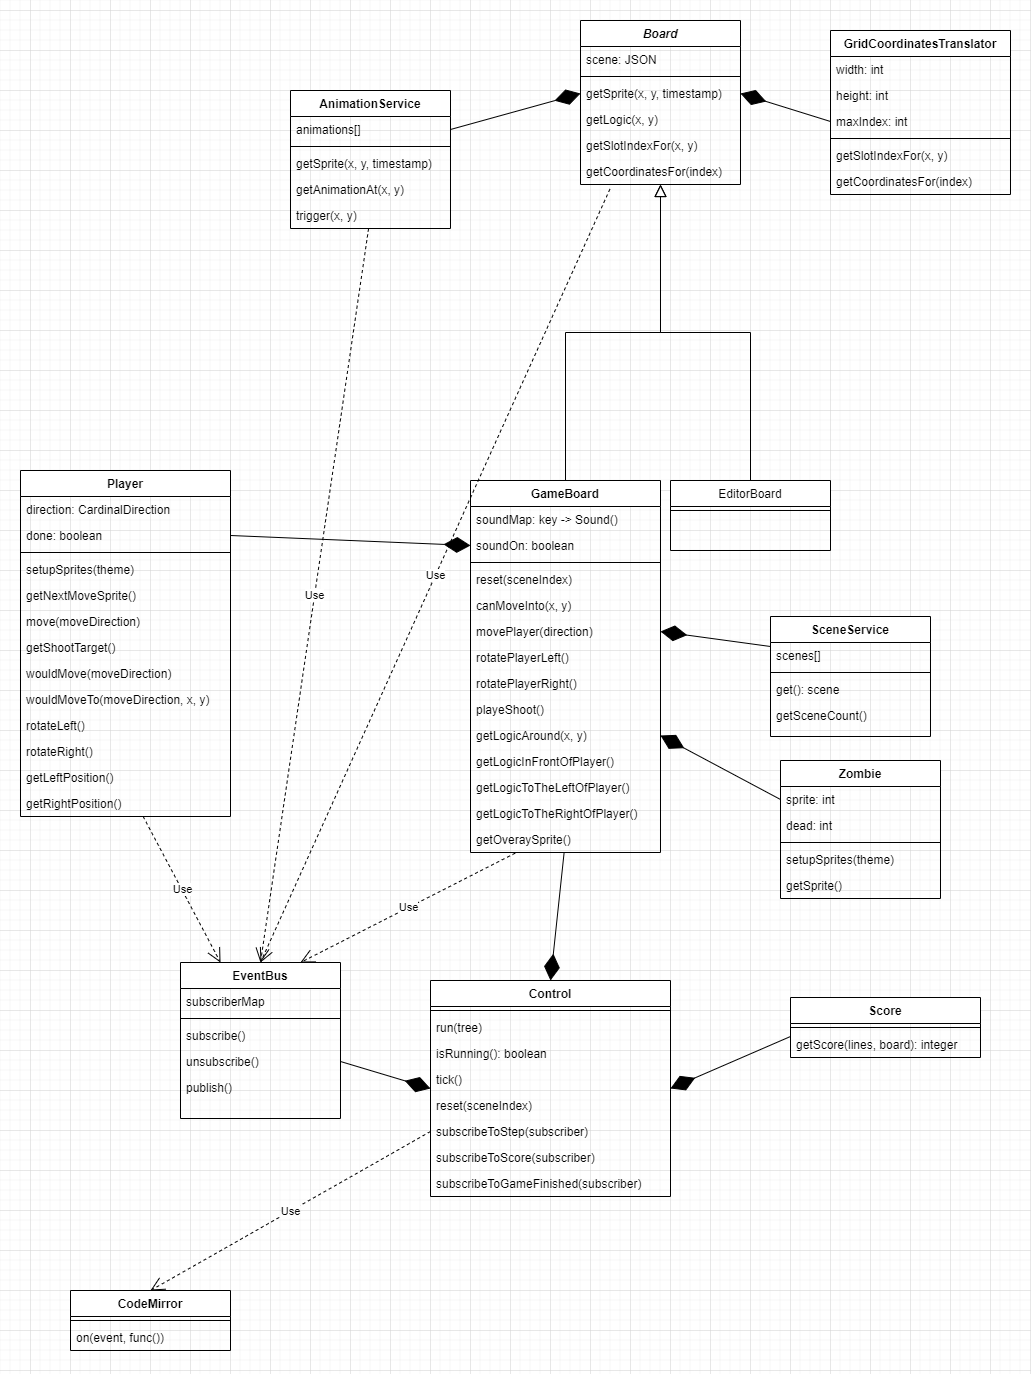 Board
scene: JSON
getSprite(x, y, timestamp)
getLogic(x, y)
getSlotIndexFor(x, y)
getCoordinatesFor(index)
GridCoordinatesTranslator
width: int
height: int
maxIndex: int
getSlotIndexFor(x, y)
getCoordinatesFor(index)
AnimationService
animations[]
getSprite(x, y, timestamp)
getAnimationAt(x, y)
trigger(x, y)
Player
direction: CardinalDirection
done: boolean
setupSprites(theme)
getNextMoveSprite()
move(moveDirection)
getShootTarget()
wouldMove(moveDirection)
wouldMoveTo(moveDirection, x, y)
rotateLeft()
rotateRight()
getLeftPosition()
getRightPosition()
GameBoard
soundMap: key -> Sound()
soundOn: boolean
reset(sceneIndex)
canMoveInto(x, y)
movePlayer(direction)
rotatePlayerLeft()
rotatePlayerRight()
playeShoot()
getLogicAround(x, y)
getLogicInFrontOfPlayer()
getLogicToTheLeftOfPlayer()
getLogicToTheRightOfPlayer()
getOveraySprite()
EditorBoard
Use
Use
SceneService
scenes[]
get(): scene
getSceneCount()
Zombie
sprite: int
dead: int
setupSprites(theme)
getSprite()
Use
Use
EventBus
subscriberMap
subscribe()
unsubscribe()
publish()
Control
run(tree)
isRunning(): boolean
tick()
reset(sceneIndex)
subscribeToStep(subscriber)
subscribeToScore(subscriber)
subscribeToGameFinished(subscriber)
Score
getScore(lines, board): integer
Use
CodeMirror
on(event, func())